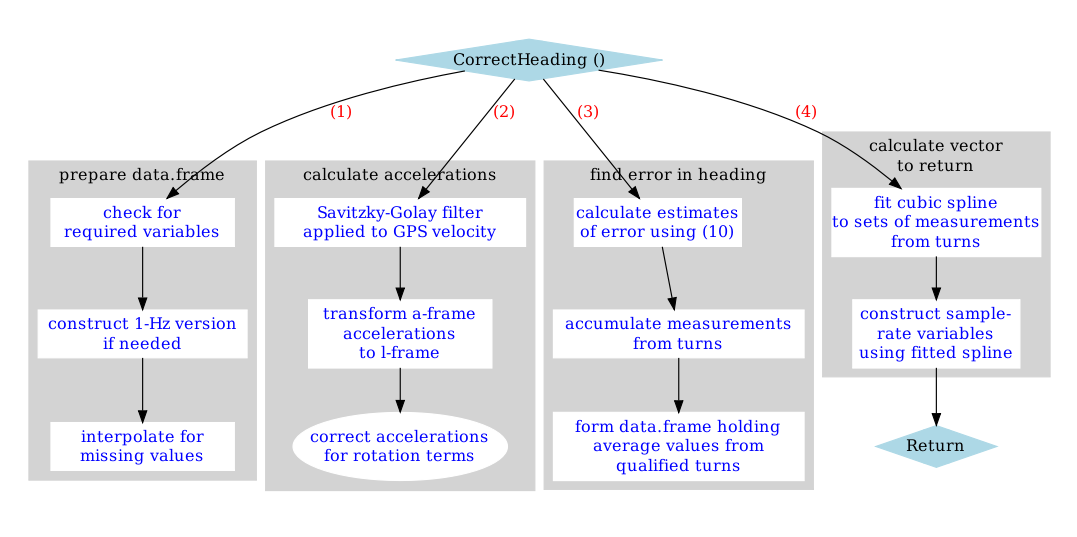 CorrectHeading ()
(1)
(2)
(3)
(4)
prepare data.frame
check for
required variables
construct 1-Hz version
if needed
interpolate for
missing values
calculate accelerations
Savitzky-Golay filter
applied to GPS velocity
transform a-frame
accelerations
to l-frame
correct accelerations
for rotation terms
find error in heading
calculate estimates
of error using (10)
accumulate measurements
from turns
form data.frame holding
average values from
qualified turns
calculate vector
to return
fit cubic spline
to sets of measurements
from turns
construct sample-
rate variables
using fitted spline
Return